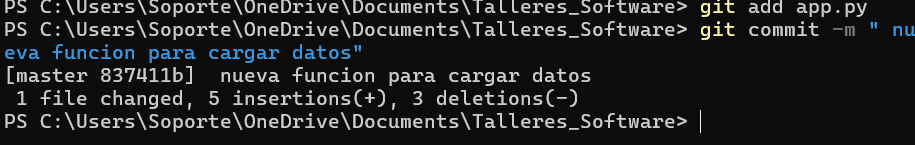 PS C:\Users\Soporte\OneDrive\Documents\Talleres_Software> git add app.py
PS C:\Users\Soporte\OneDrive\Documents\Talleres_Software> git commit -m " nu
eva funcion para cargar datos"
[master 837411b]  nueva funcion para cargar datos
 1 file changed, 5 insertions(+), 3 deletions(-)
PS C:\Users\Soporte\OneDrive\Documents\Talleres_Software>